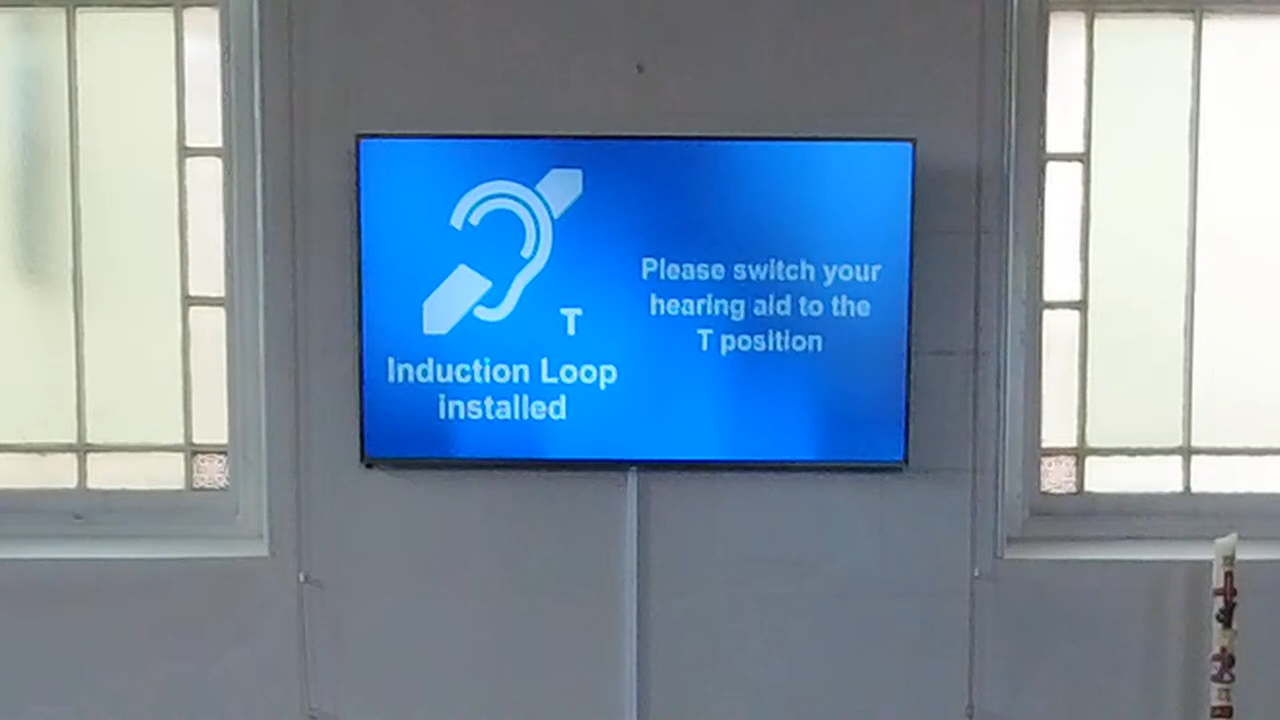 T
Induction Loop
installed
Please switch your
hearing aid to the
T position